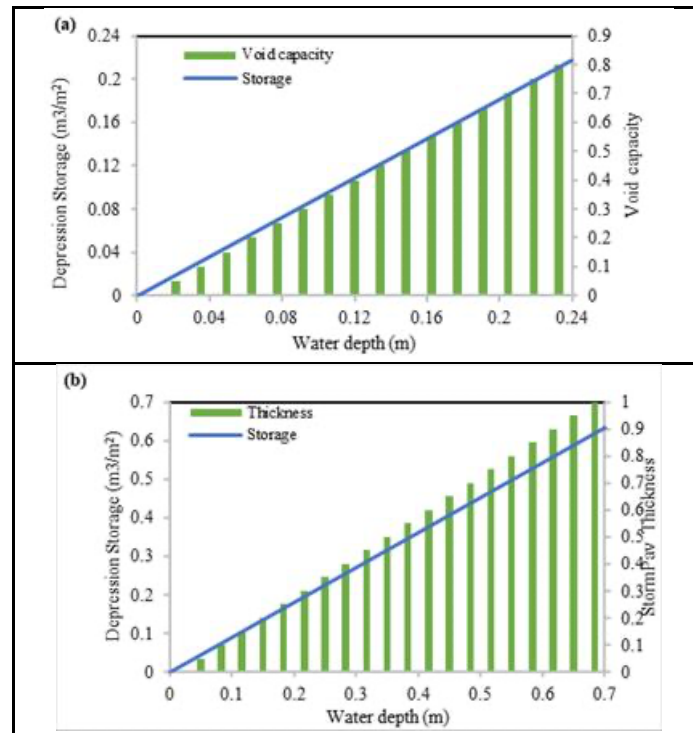 (a)
0.24
0.2
0.16
0.12
0.08
0.04
0
Depression Storage (m3/m²)
Void capacity
Storage
0.9
0.8
0.7
0.6
0.5
0.4
0.3
0.2
0.1
0
Void capacity
0 0.04 0.08 0.12 0.16 0.2 0.24
Water depth (m)
(b)
0.7
0.6
0.5
0.4
0.3
0.2
0.1
0
Depression Storage (m3/m²)
Thickness
Storage
1
0.9
0.8
0.7
0.6
0.5
0.4
0.3
0.2
0.1
0
StormPav Thickness
0 0.1 0.2 0.3 0.4 0.5 0.6 0.7
Water depth (m)